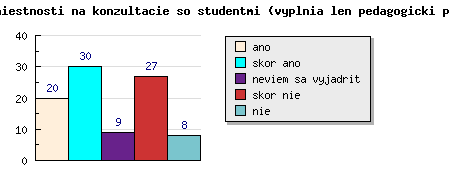 na konzultacie so studentmi (vyplnia len pedagogicki
40
30
20
10
0
20
30
9
27
8
ano
skor ano
neviem sa vyjadrit
skor nie
nie